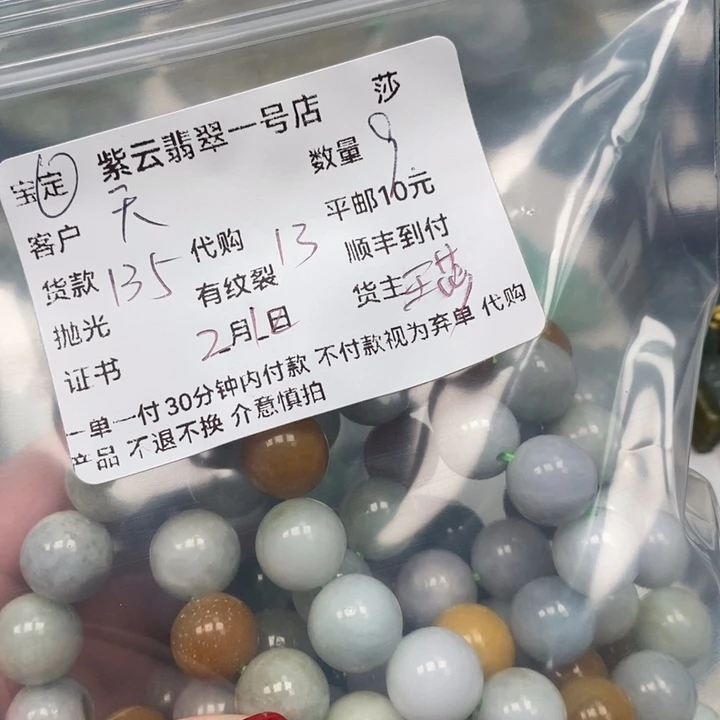 莎
紫云翡翠一号店
宝定 数量 9
客户 天 代购 13 平邮10元
货款 135 有纹裂 顺丰到付
抛光 2月1日 货主 王莎
证书
一单一付 30分钟内付款 不付款视为弃单 代购
产品 不退不换 介意慎拍